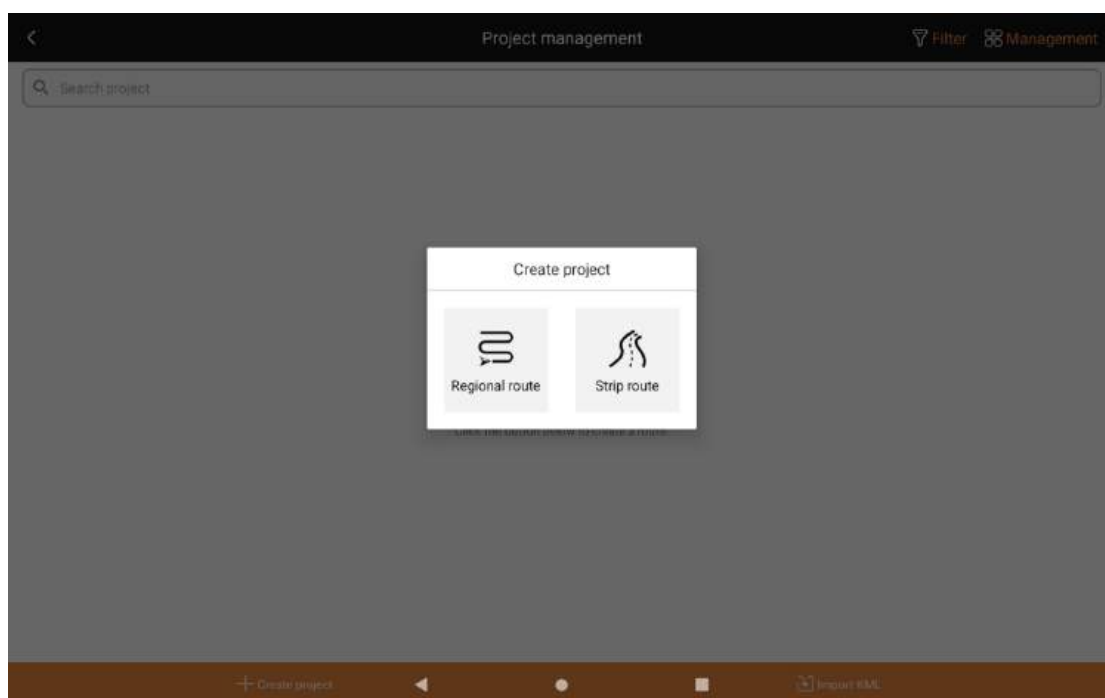 Project management
Filter
Management
Search project
Create project
Regional route
Strip route
Create project
Import KML